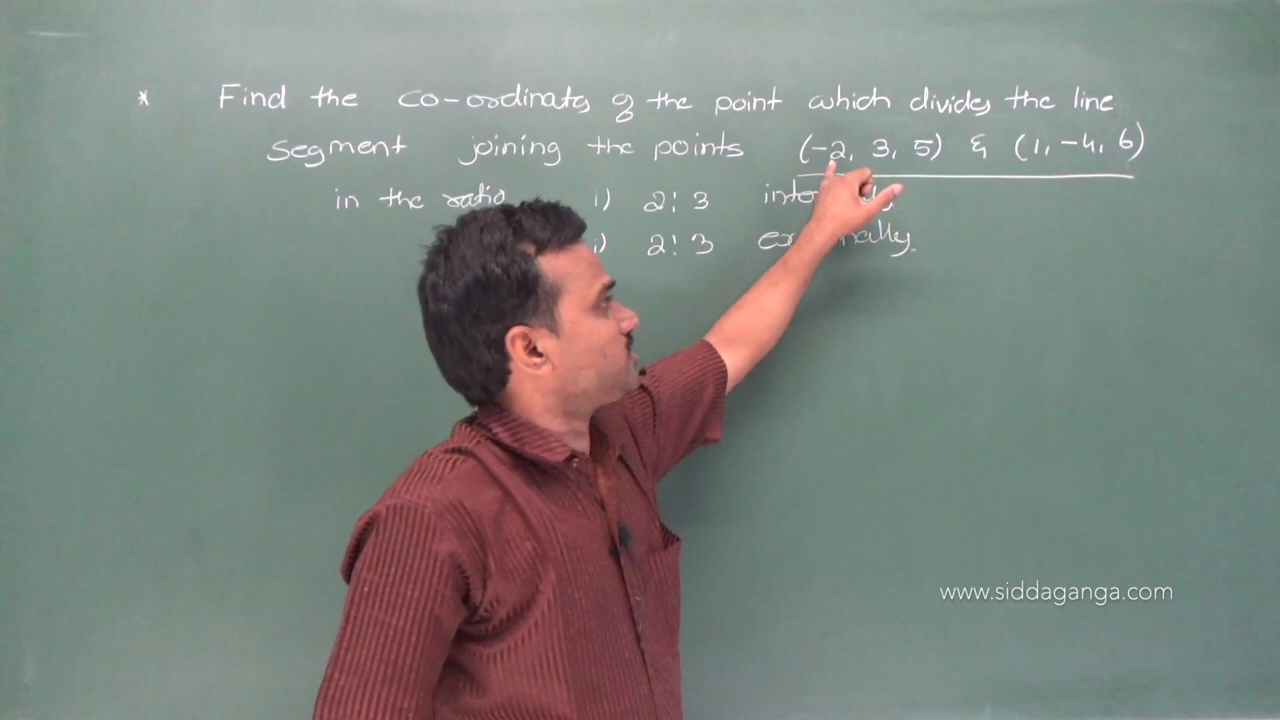 * Find the co-ordinates of the point which divides the line
segment joining the points (-2, 3, 5) & (1, -4, 6)
in the ratio i) 2:3
i) 2:3
www.siddaganga.com